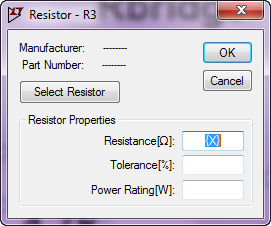 Resistor - R3
Manufacturer: --------
OK
Part Number: --------
Cancel
Select Resistor
Resistor Properties
Resistance[Ω]: {X}
Tolerance[%]:
Power Rating[W]: